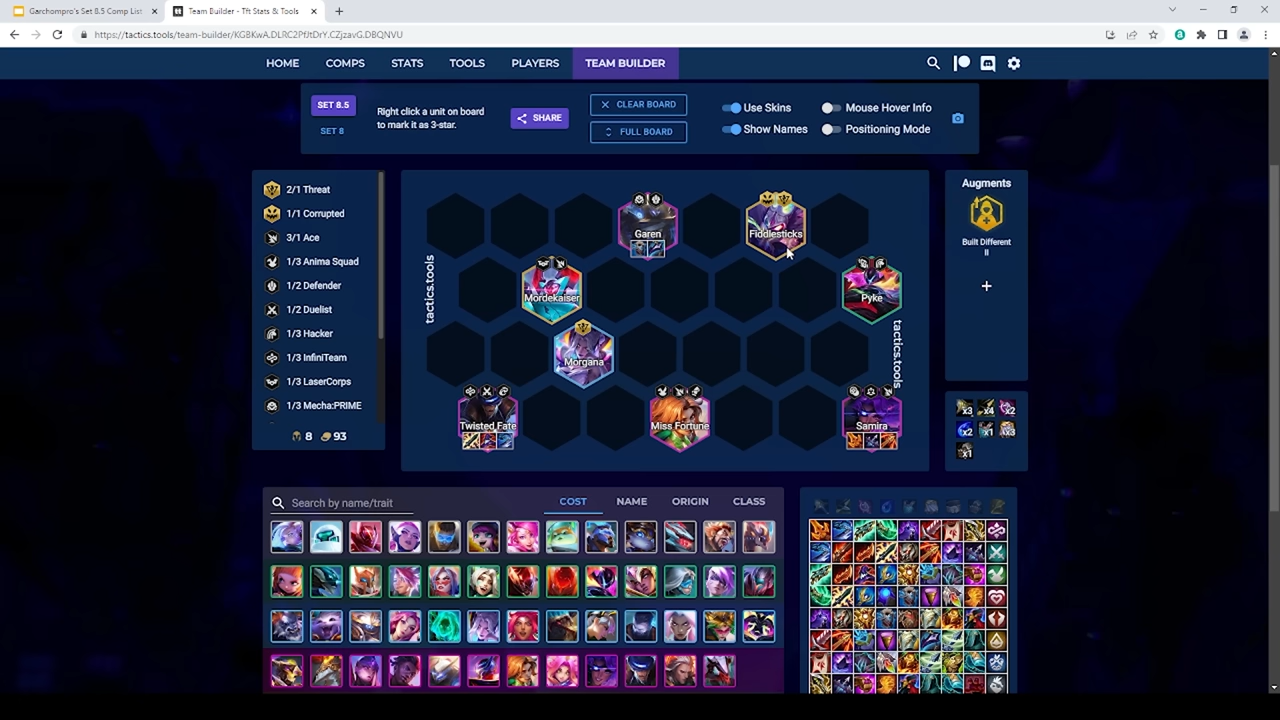 Garchompro's Set 8.5 Comp List
Team Builder - Tft Stats & Tools
https://tactics.tools/team-builder/KGBKwA.DLRC2PfJtDrY.CZjzavG.DBQNVU
HOME COMPS STATS TOOLS PLAYERS TEAM BUILDER
SET 8.5
SET 8
Right click a unit on board
to mark it as 3-star.
SHARE
CLEAR BOARD
FULL BOARD
Use Skins
Mouse Hover Info
Show Names
Positioning Mode
2/1 Threat
1/1 Corrupted
3/1 Ace
1/3 Anima Squad
1/2 Defender
1/2 Duelist
1/3 Hacker
1/3 InfiniTeam
1/3 LaserCorps
1/3 Mecha:PRIME
8 93
tactics.tools
Garen
Fiddlesticks
Mordekaiser
Pyke
Morgana
Twisted Fate
Miss Fortune
Samira
tactics.tools
Augments
Built Different
II
+
x3 x4 x2
x2 x1 x3
x1
Search by name/trait
COST NAME ORIGIN CLASS